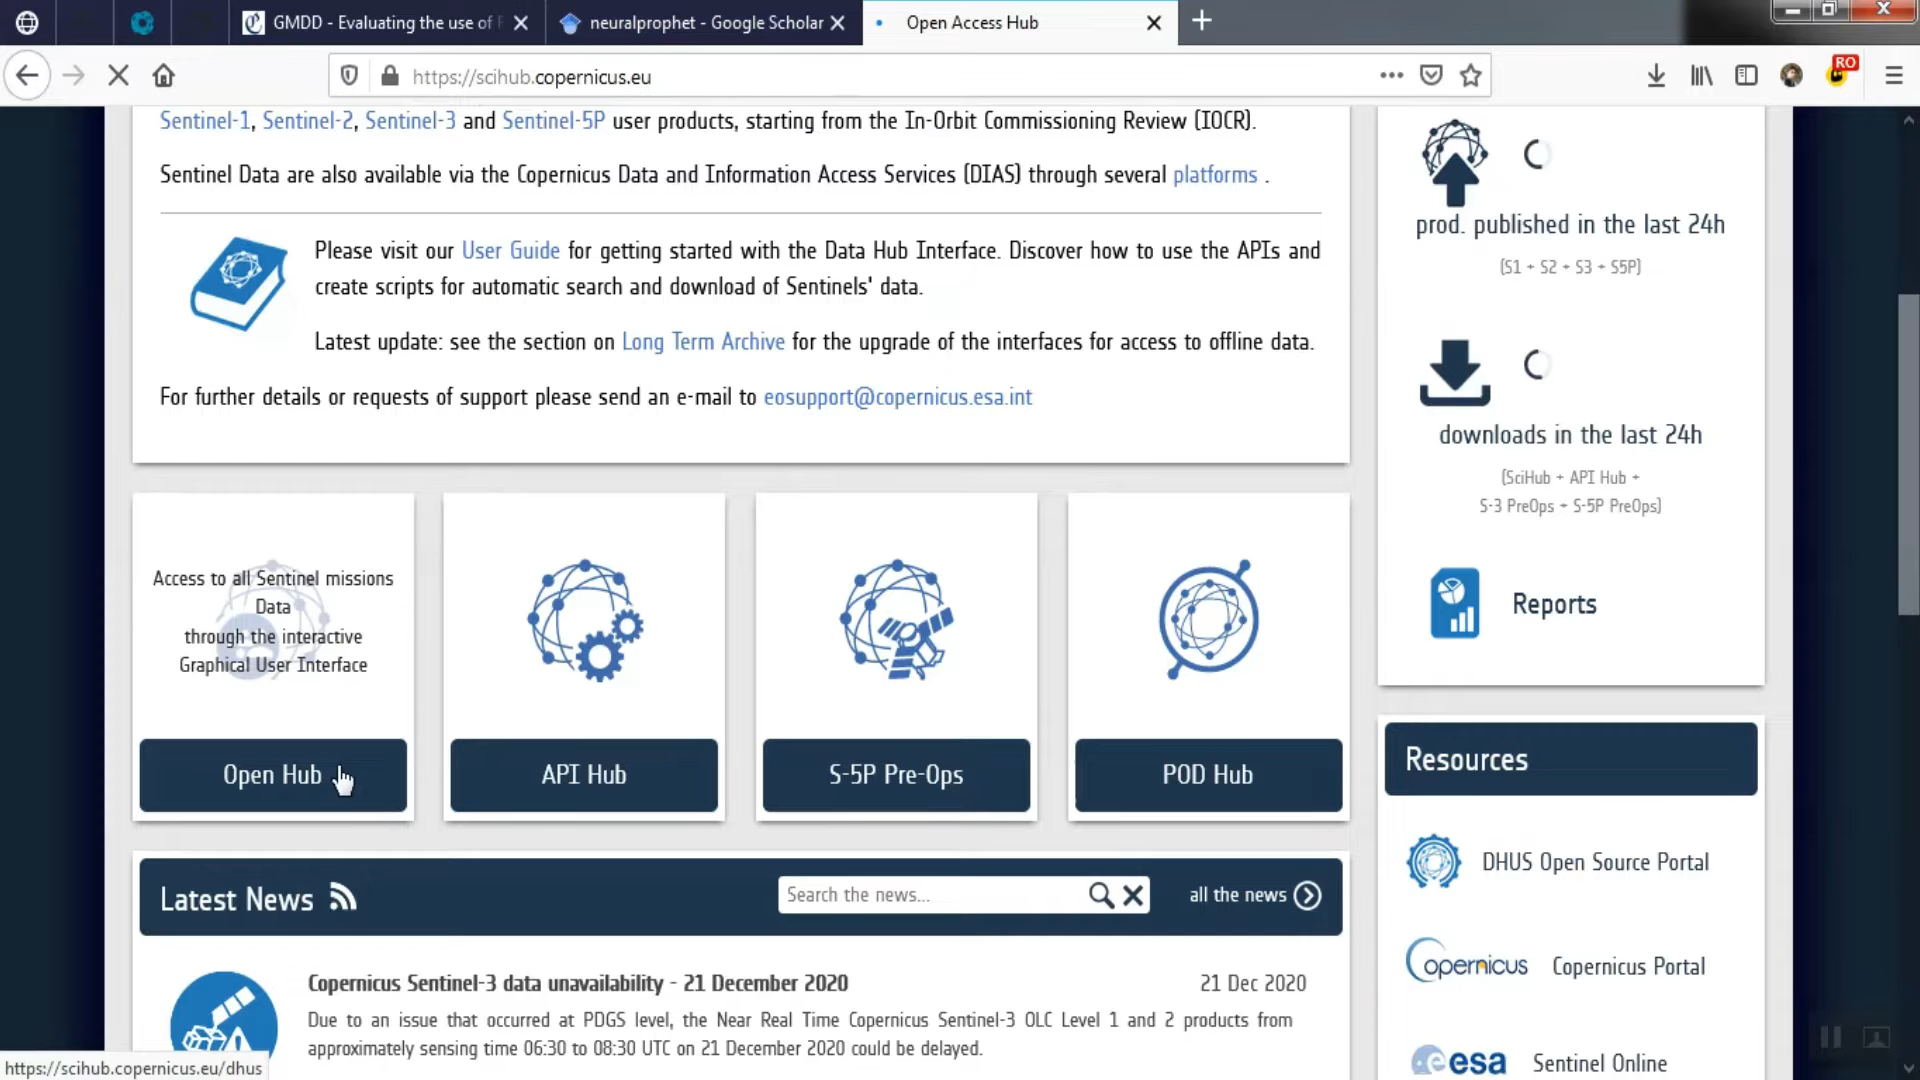 GMDD - Evaluating the use of F
neuralprophet - Google Scholar
Open Access Hub
https://scihub.copernicus.eu
RO
Sentinel-1, Sentinel-2, Sentinel-3 and Sentinel-5P user products, starting from the In-Orbit Commissioning Review (IOCR).
Sentinel Data are also available via the Copernicus Data and Information Access Services (DIAS) through several platforms .
Please visit our User Guide for getting started with the Data Hub Interface. Discover how to use the APIs and
create scripts for automatic search and download of Sentinels' data.
Latest update: see the section on Long Term Archive for the upgrade of the interfaces for access to offline data.
For further details or requests of support please send an e-mail to eosupport@copernicus.esa.int
prod. published in the last 24h
(S1 + S2 + S3 + S5P)
downloads in the last 24h
(SciHub + API Hub +
S-3 PreOps + S-5P PreOps)
Reports
Access to all Sentinel missions
Data
through the interactive
Graphical User Interface
Open Hub
API Hub
S-5P Pre-Ops
POD Hub
Resources
DHUS Open Source Portal
opernicus
Copernicus Portal
esa
Sentinel Online
Latest News
Search the news...
all the news
Copernicus Sentinel-3 data unavailability - 21 December 2020
21 Dec 2020
Due to an issue that occurred at PDGS level, the Near Real Time Copernicus Sentinel-3 OLC Level 1 and 2 products from
approximately sensing time 06:30 to 08:30 UTC on 21 December 2020 could be delayed.
https://scihub.copernicus.eu/dhus